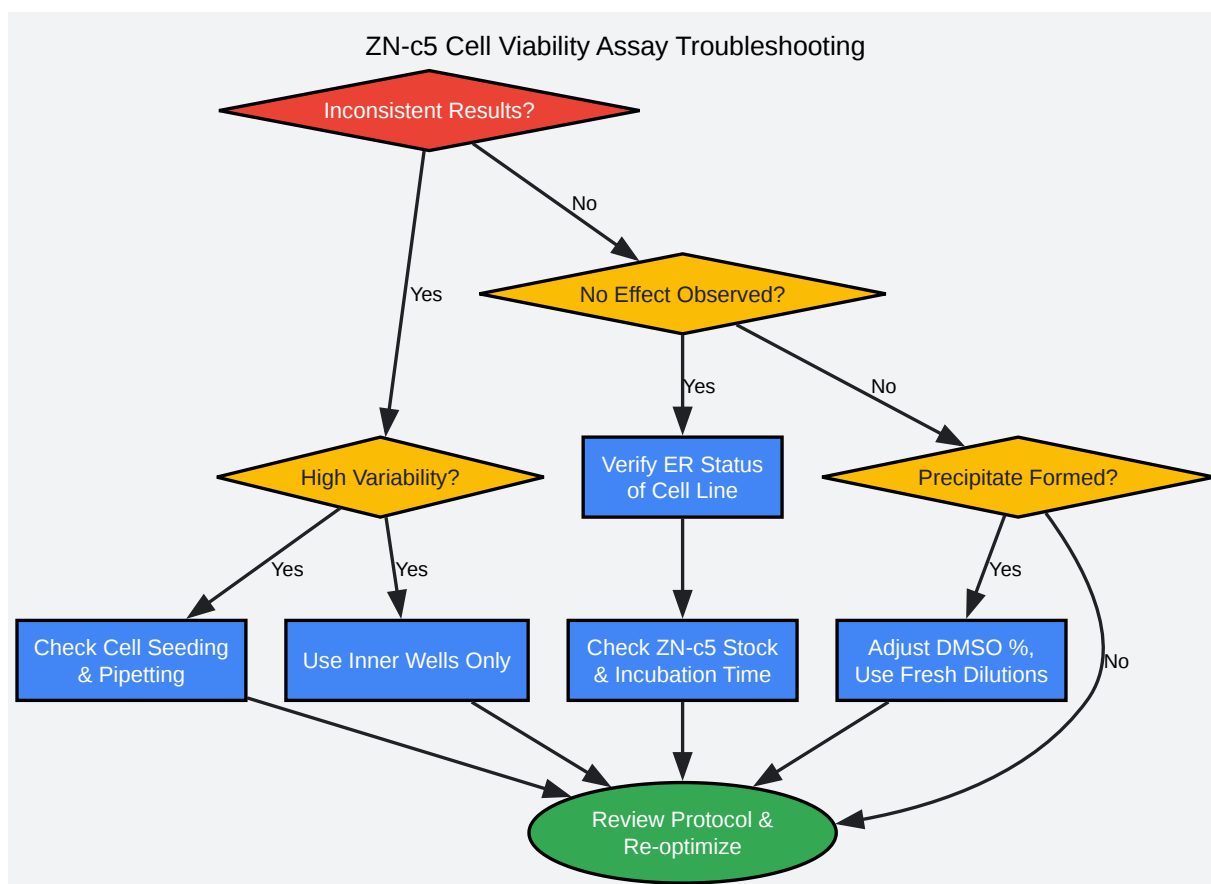 ZN-c5 Cell Viability Assay Troubleshooting
Inconsistent Results?
No
Yes
No Effect Observed?
Yes
No
High Variability?
Verify ER Status
of Cell Line
Precipitate Formed?
Yes
Yes
Yes
No
Check Cell Seeding
& Pipetting
Use Inner Wells Only
Check ZN-c5 Stock
& Incubation Time
Adjust DMSO %,
Use Fresh Dilutions
Review Protocol &
Re-optimize